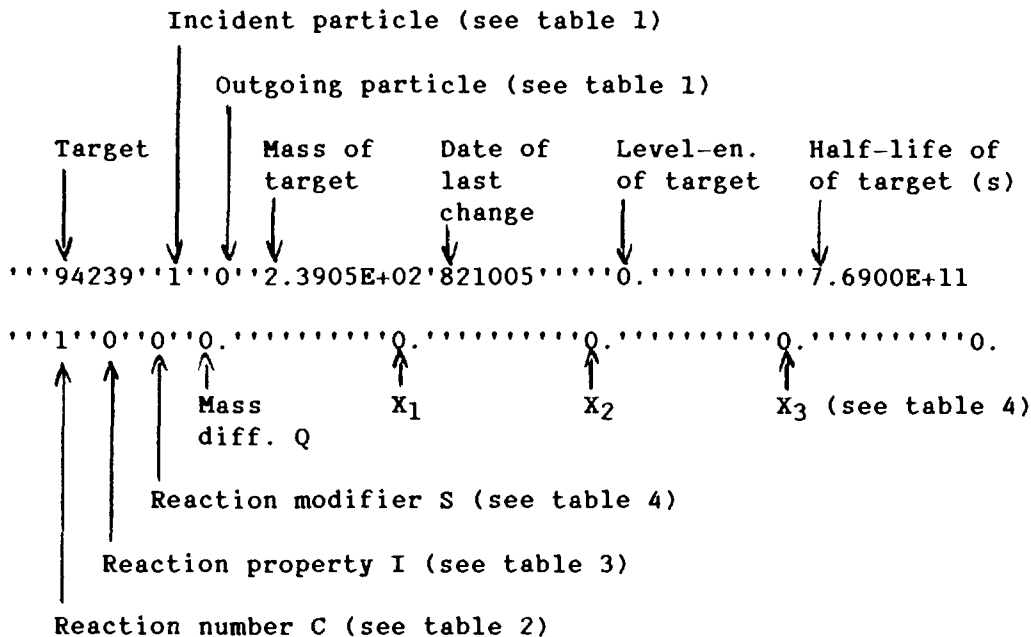 Incident particle (see table 1)
Outgoing particle (see table 1)
Target Mass of Date of Level-en. Half-life of
target last of target of target (s)
change
'''94239''1''0''2.3905E+02'821005'''''0.''''''''''7.6900E+11
'''1''0''0''0.''''''''''0.''''''''''0.''''''''''0.''''''''''0.
Mass X1 X2 X3 (see table 4)
diff. Q
Reaction modifier S (see table 4)
Reaction property I (see table 3)
Reaction number C (see table 2)